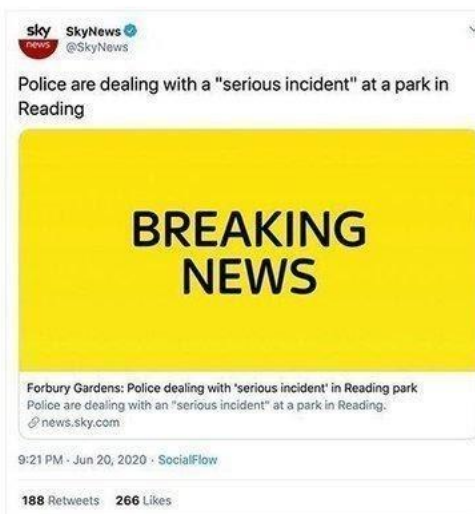 sky news
SkyNews
@SkyNews
Police are dealing with a "serious incident" at a park in
Reading
BREAKING
NEWS
Forbury Gardens: Police dealing with 'serious incident' in Reading park
Police are dealing with an "serious incident" at a park in Reading.
news.sky.com
9:21 PM · Jun 20, 2020 · SocialFlow
188 Retweets 266 Likes